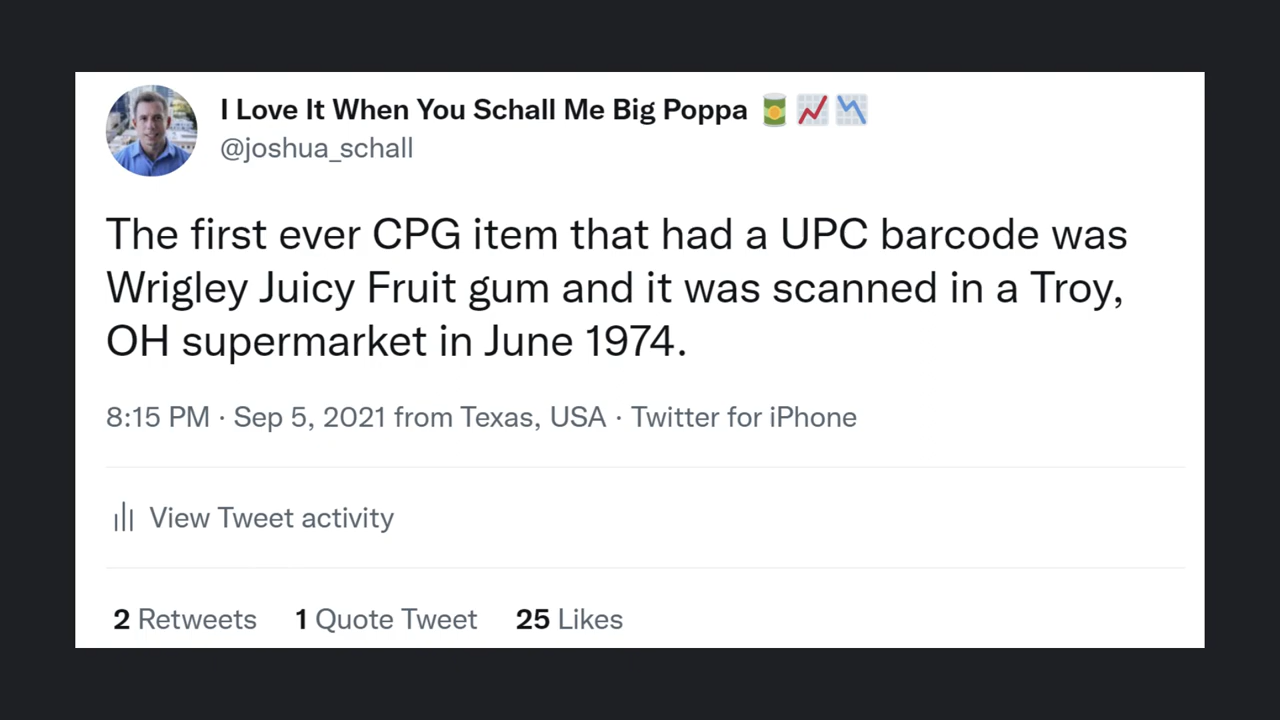 I Love It When You Schall Me Big Poppa 🥫📈📉
@joshua_schall
The first ever CPG item that had a UPC barcode was
Wrigley Juicy Fruit gum and it was scanned in a Troy,
OH supermarket in June 1974.
8:15 PM · Sep 5, 2021 from Texas, USA · Twitter for iPhone
View Tweet activity
2 Retweets 1 Quote Tweet 25 Likes